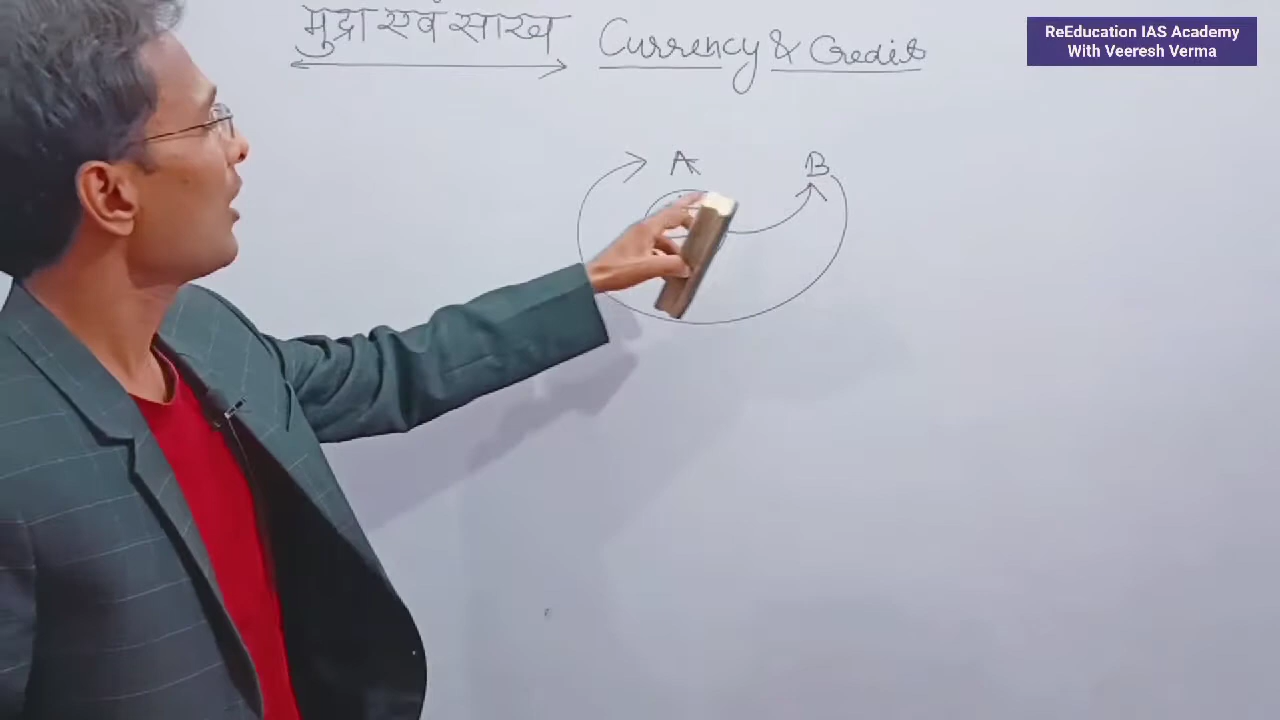 मुद्रा एवं साख Currency & Credit
ReEducation IAS Academy
With Veeresh Verma
A B